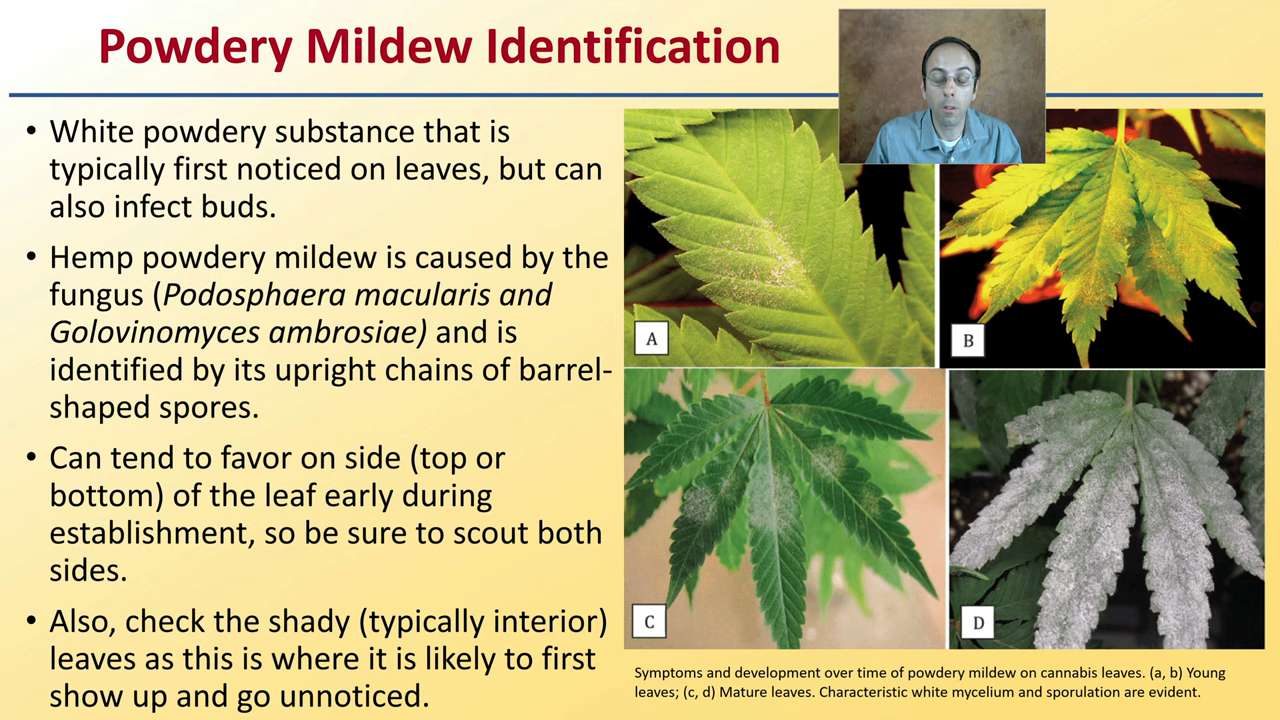 Powdery Mildew Identification
• White powdery substance that is
typically first noticed on leaves, but can
also infect buds.
• Hemp powdery mildew is caused by the
fungus (Podosphaera macularis and
Golovinomyces ambrosiae) and is
identified by its upright chains of barrel-
shaped spores.
• Can tend to favor on side (top or
bottom) of the leaf early during
establishment, so be sure to scout both
sides.
• Also, check the shady (typically interior)
leaves as this is where it is likely to first
show up and go unnoticed.
A
B
C
D
Symptoms and development over time of powdery mildew on cannabis leaves. (a, b) Young
leaves; (c, d) Mature leaves. Characteristic white mycelium and sporulation are evident.